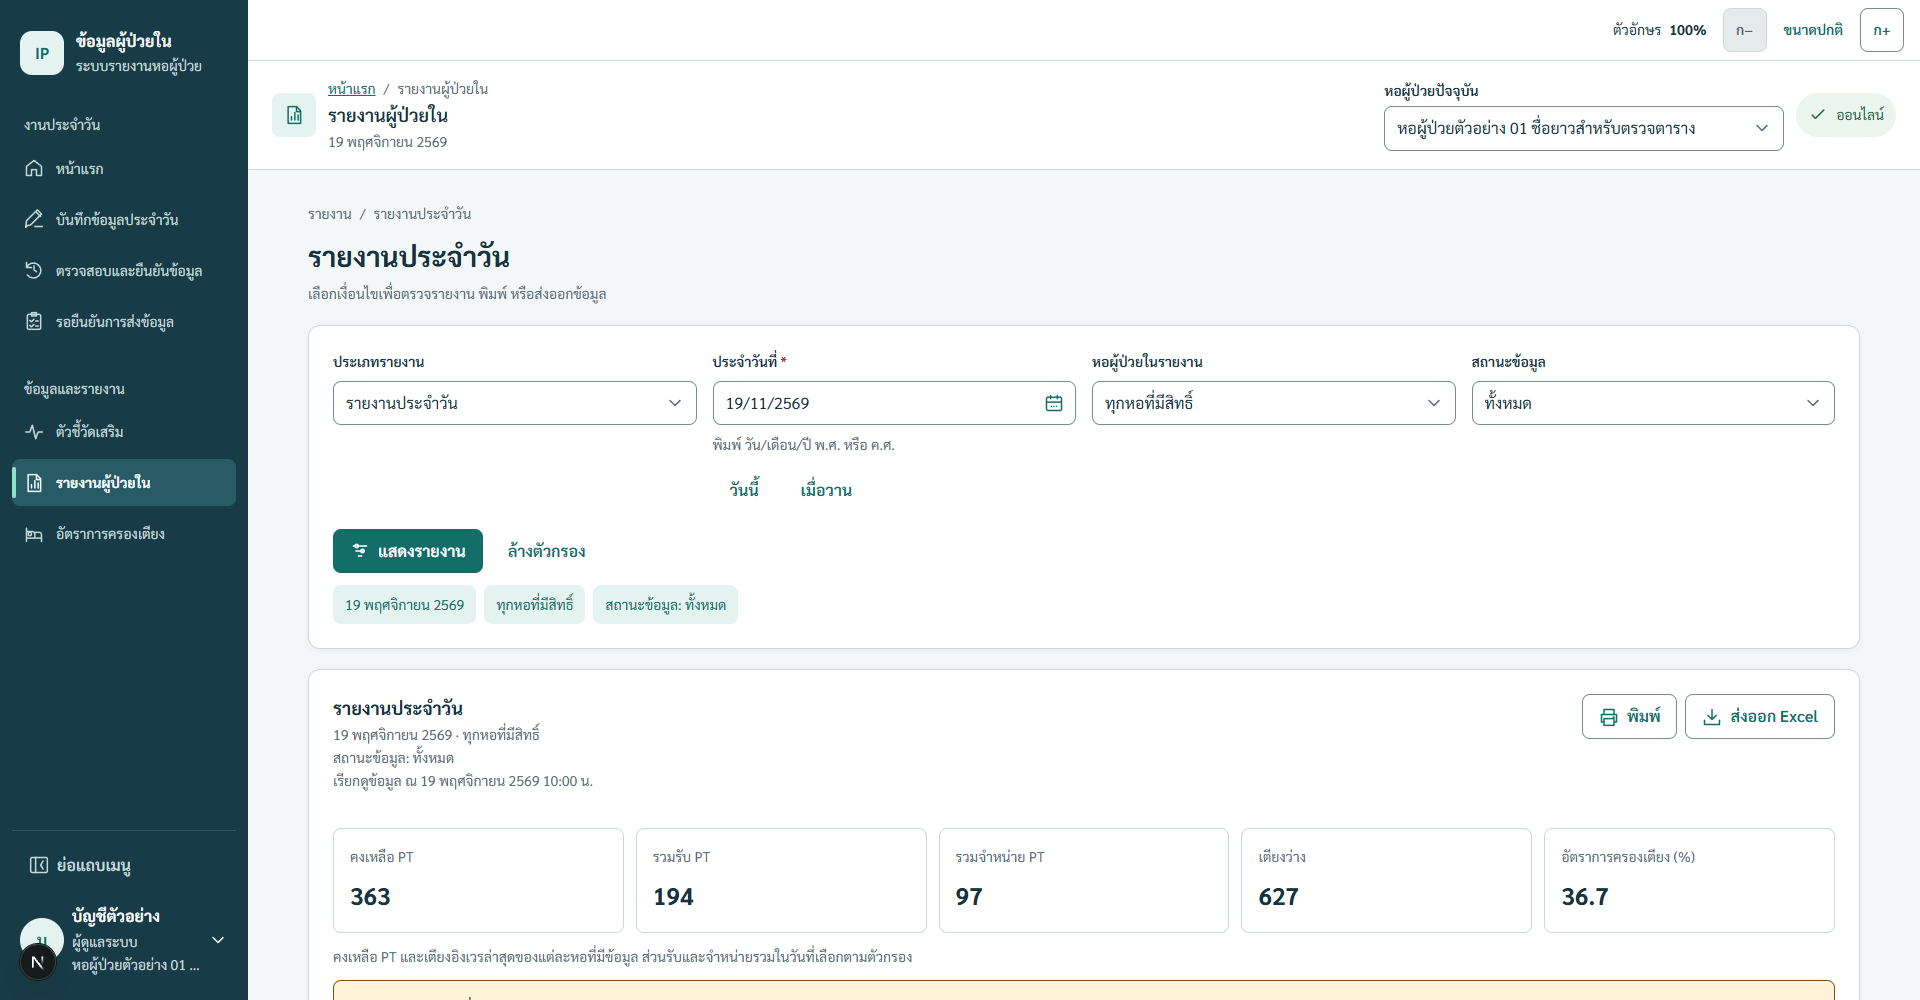 IP
ข้อมูลผู้ป่วยใน
ระบบรายงานหอผู้ป่วย
งานประจำวัน
หน้าแรก
บันทึกข้อมูลประจำวัน
ตรวจสอบและยืนยันข้อมูล
รอยืนยันการส่งข้อมูล
ข้อมูลและรายงาน
ตัวชี้วัดเสริม
รายงานผู้ป่วยใน
อัตราการครองเตียง
ย่อแถบเมนู
บัญชีตัวอย่าง
ผู้ดูแลระบบ
หอผู้ป่วยตัวอย่าง 01 ...
N
ตัวอักษร 100% ก− ขนาดปกติ ก+
หน้าแรก / รายงานผู้ป่วยใน
รายงานผู้ป่วยใน
19 พฤศจิกายน 2569
หอผู้ป่วยปัจจุบัน
หอผู้ป่วยตัวอย่าง 01 ชื่อยาวสำหรับตรวจตาราง
ออนไลน์
รายงาน / รายงานประจำวัน
รายงานประจำวัน
เลือกเงื่อนไขเพื่อตรวจรายงาน พิมพ์ หรือส่งออกข้อมูล
ประเภทรายงาน
รายงานประจำวัน
ประจำวันที่ *
19/11/2569
พิมพ์ วัน/เดือน/ปี พ.ศ. หรือ ค.ศ.
วันนี้ เมื่อวาน
หอผู้ป่วยในรายงาน
ทุกหอที่มีสิทธิ์
สถานะข้อมูล
ทั้งหมด
แสดงรายงาน ล้างตัวกรอง
19 พฤศจิกายน 2569 ทุกหอที่มีสิทธิ์ สถานะข้อมูล: ทั้งหมด
รายงานประจำวัน
19 พฤศจิกายน 2569 · ทุกหอที่มีสิทธิ์
สถานะข้อมูล: ทั้งหมด
เรียกดูข้อมูล ณ 19 พฤศจิกายน 2569 10:00 น.
พิมพ์ ส่งออก Excel
คงเหลือ PT
363
รวมรับ PT
194
รวมจำหน่าย PT
97
เตียงว่าง
627
อัตราการครองเตียง (%)
36.7
คงเหลือ PT และเตียงอิงเวรล่าสุดของแต่ละหอที่มีข้อมูล ส่วนรับและจำหน่ายรวมในวันที่เลือกตามตัวกรอง